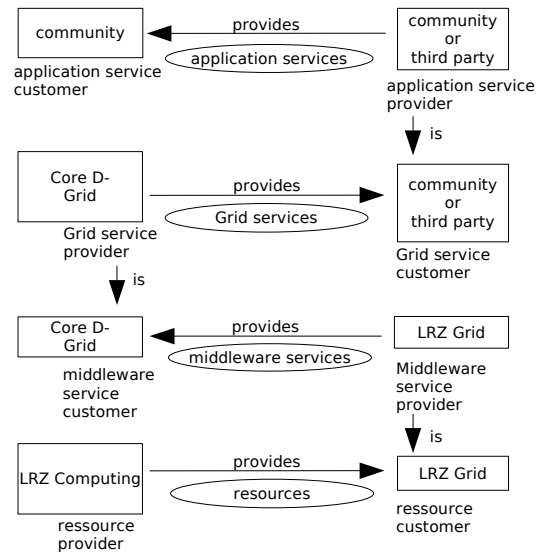 community
provides
community
or
third party
application services
application service
customer
application service
provider
is
Core D-
Grid
provides
community
or
third party
Grid services
Grid service
provider
Grid service
customer
is
Core D-
Grid
provides
LRZ Grid
middleware services
middleware
service
customer
Middleware
service
provider
is
LRZ Computing
provides
LRZ Grid
resources
ressource
provider
ressource
customer